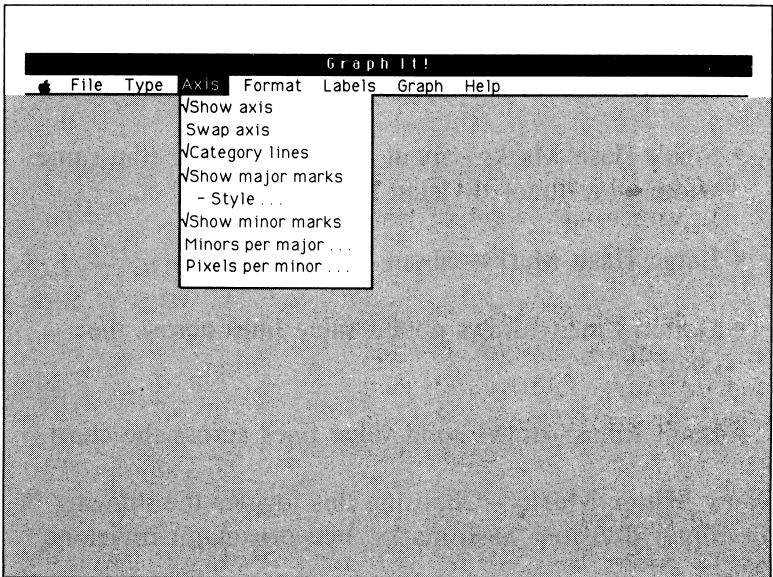 Graph It!
File Type Axis Format Labels Graph Help
√Show axis
Swap axis
√Category lines
√Show major marks
- Style ...
√Show minor marks
Minors per major ...
Pixels per minor ...